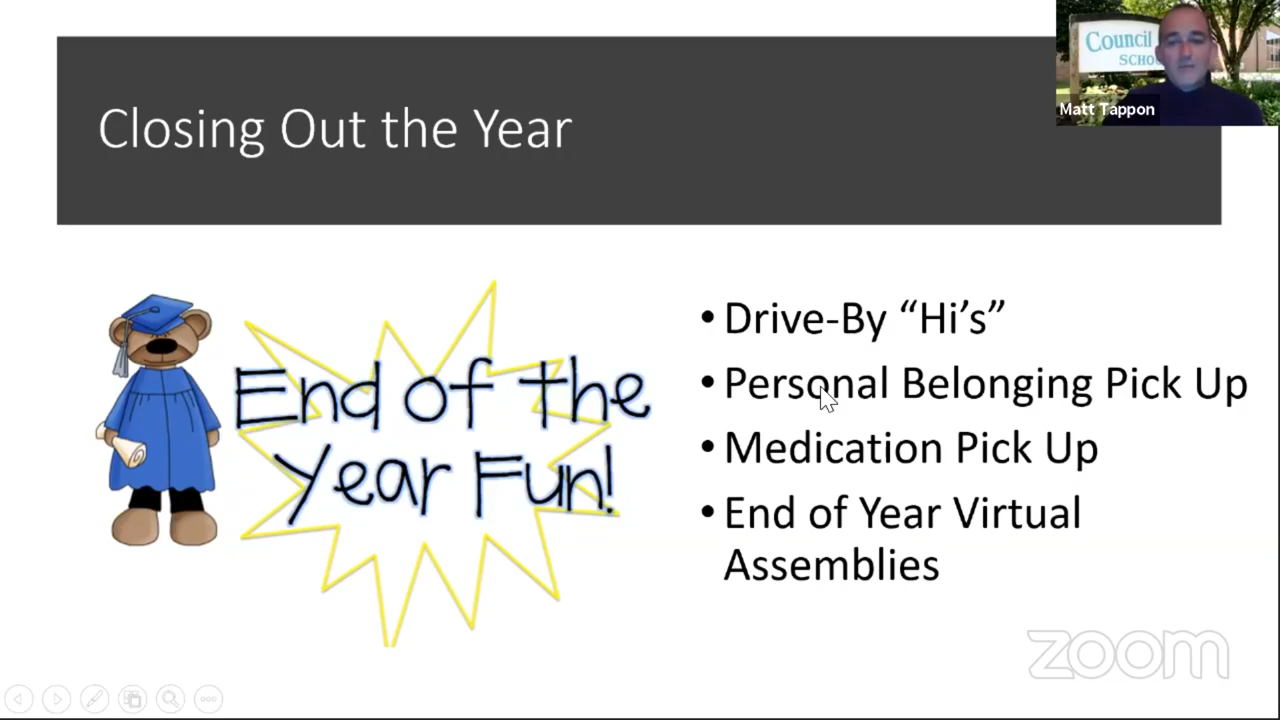 Council
SCHO
Matt Tappon
Closing Out the Year
End of the
Year Fun!
• Drive-By “Hi’s”
• Personal Belonging Pick Up
• Medication Pick Up
• End of Year Virtual
Assemblies
zoom